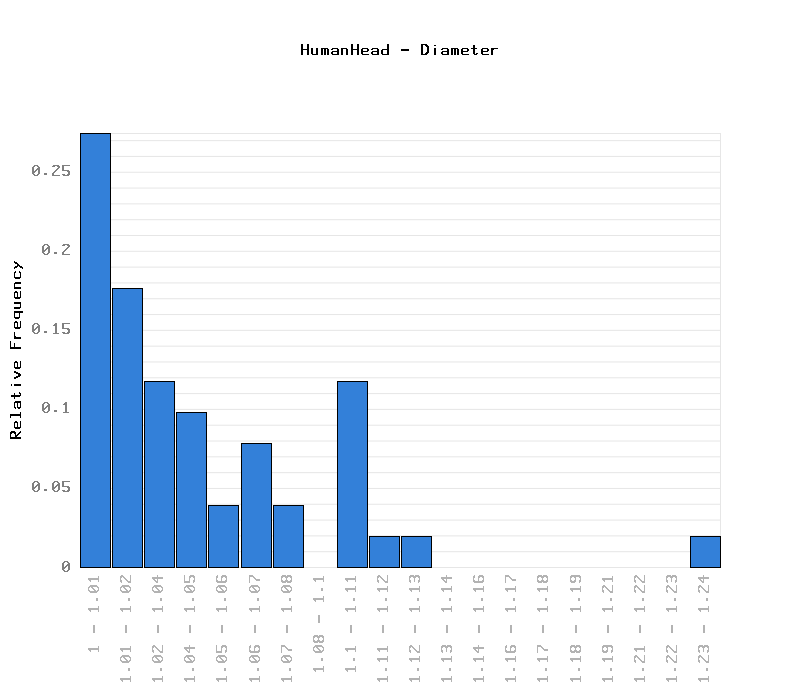 HumanHead - Diameter
Relative Frequency
0.25
0.2
0.15
0.1
0.05
0
1 - 1.01
1.01 - 1.02
1.02 - 1.04
1.04 - 1.05
1.05 - 1.06
1.06 - 1.07
1.07 - 1.08
1.08 - 1.1
1.1 - 1.11
1.11 - 1.12
1.12 - 1.13
1.13 - 1.14
1.14 - 1.16
1.16 - 1.17
1.17 - 1.18
1.18 - 1.19
1.19 - 1.21
1.21 - 1.22
1.22 - 1.23
1.23 - 1.24